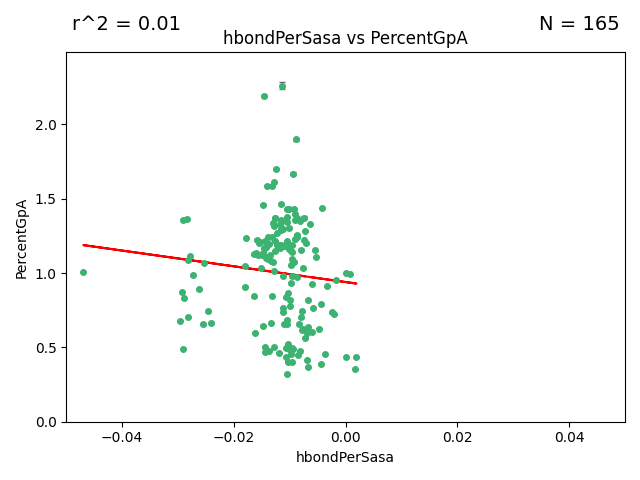 r^2 = 0.01
N = 165
hbondPerSasa vs PercentGpA
2.0
1.5
1.0
0.5
0.0
PercentGpA
−0.04 −0.02 0.00 0.02 0.04
hbondPerSasa